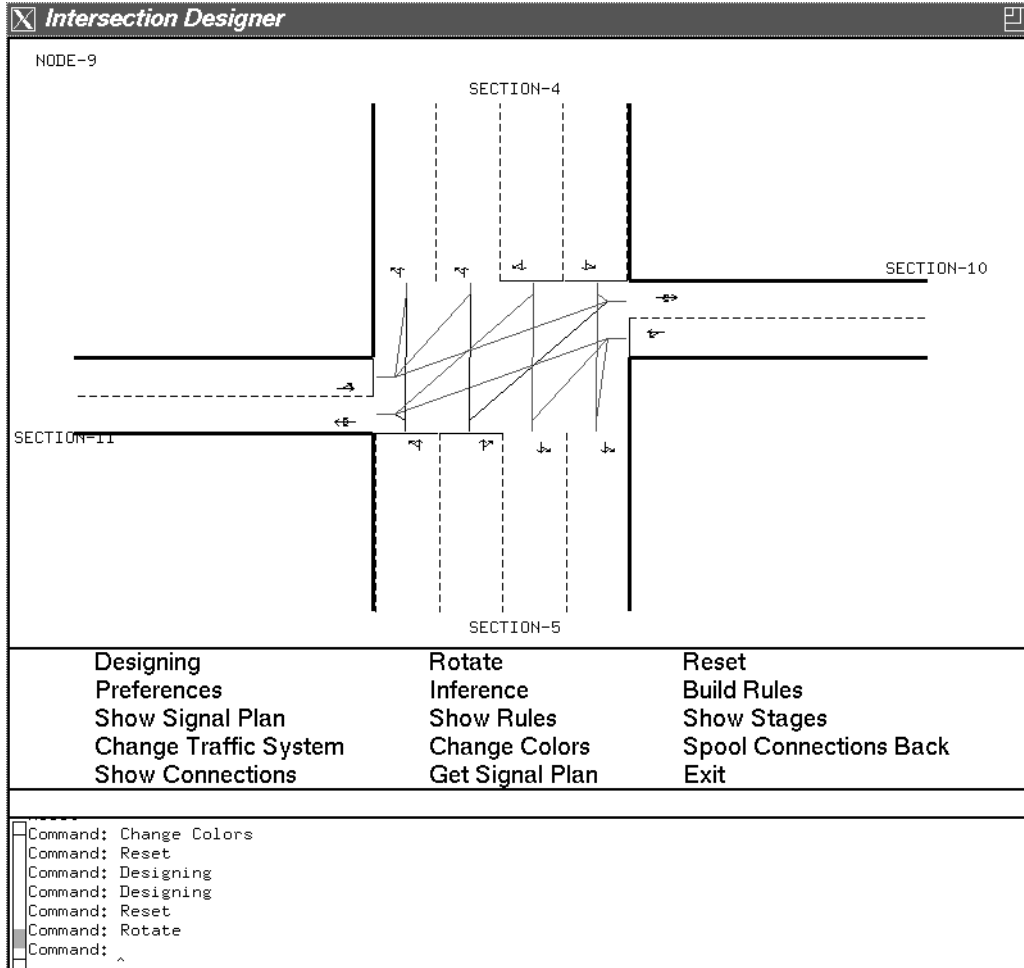 Intersection Designer
NODE-9
SECTION-4
SECTION-10
SECTION-11
SECTION-5
Designing Rotate Reset
Preferences Inference Build Rules
Show Signal Plan Show Rules Show Stages
Change Traffic System Change Colors Spool Connections Back
Show Connections Get Signal Plan Exit
Command: Change Colors
Command: Reset
Command: Designing
Command: Designing
Command: Reset
Command: Rotate
Command: